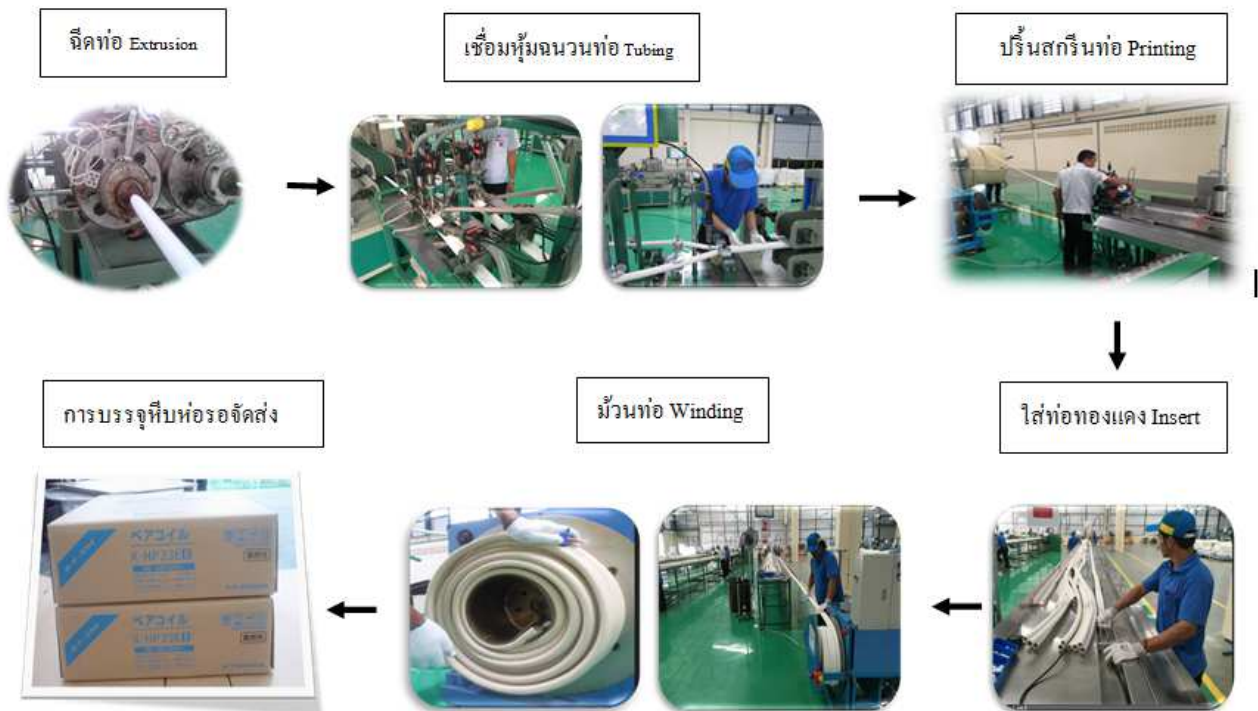 ฉีดท่อ Extrusion
เชื่อมหุ้มฉนวนท่อ Tubing
ปริ้นสกรีนท่อ Printing
ใส่ท่อทองแดง Insert
ม้วนท่อ Winding
การบรรจุหีบห่อรอจัดส่ง
ペアコイル
ペアコイル